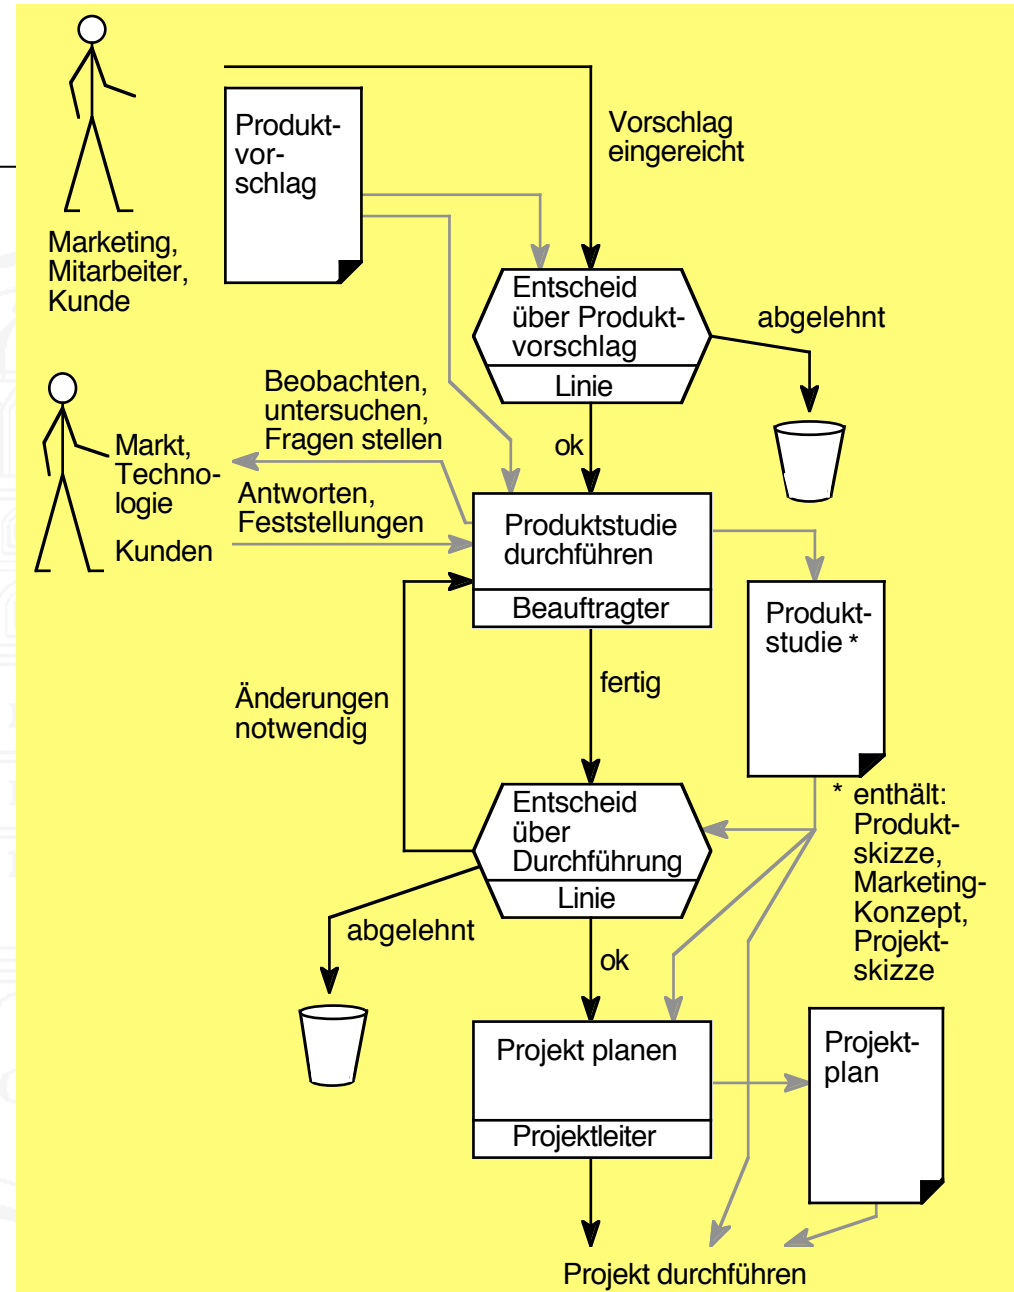 Produkt-
vor-
schlag
Vorschlag
eingereicht
Marketing,
Mitarbeiter,
Kunde
Entscheid
über Produkt-
vorschlag
Linie
abgelehnt
Beobachten,
untersuchen,
Fragen stellen
ok
Markt,
Techno-
logie
Kunden
Antworten,
Feststellungen
Produktstudie
durchführen
Beauftragter
Produkt-
studie *
fertig
Änderungen
notwendig
Entscheid
über
Durchführung
Linie
* enthält:
Produkt-
skizze,
Marketing-
Konzept,
Projekt-
skizze
abgelehnt
ok
Projekt planen
Projektleiter
Projekt-
plan
Projekt durchführen